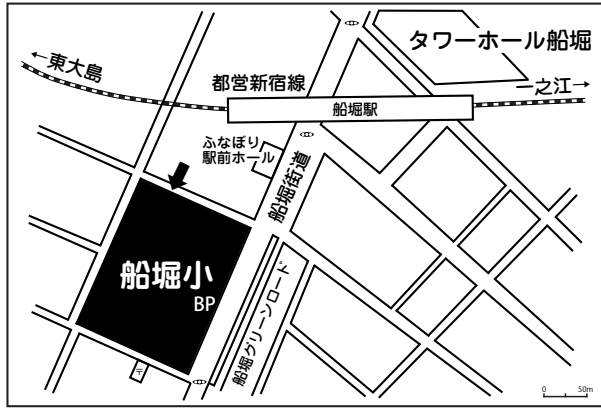 タワーホール船堀
←東大島
都営新宿線
一之江→
船堀駅
ふなぼり
駅前ホール
船堀街道
船堀小
BP
船堀グリーンロード
〒
0 50m